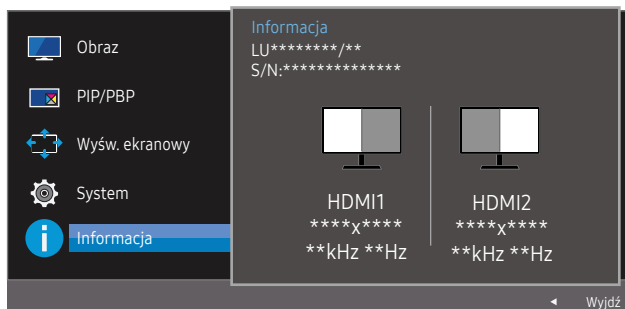 Obraz
PIP/PBP
Wyśw. ekranowy
System
Informacja
Informacja
LU********/**
S/N:**************
HDMI1
****x****
**kHz **Hz
HDMI2
****x****
**kHz **Hz
Wyjdź